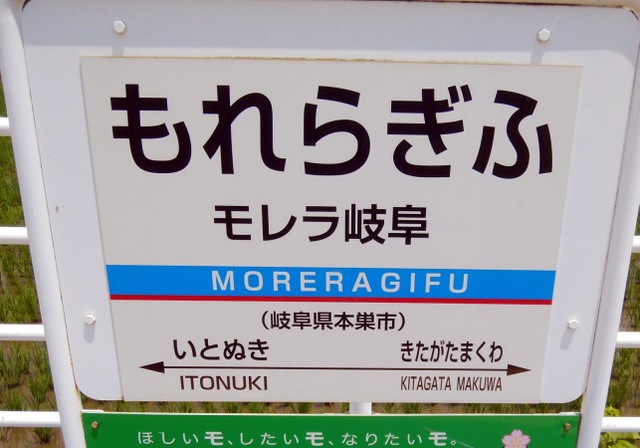 もれらぎふ
モレラ岐阜
MORERAGIFU
（岐阜県本巣市）
いとぬき きたがたまくわ
ITONUKI KITAGATA MAKUWA
ほしいモ、したいモ、なりたいモ。